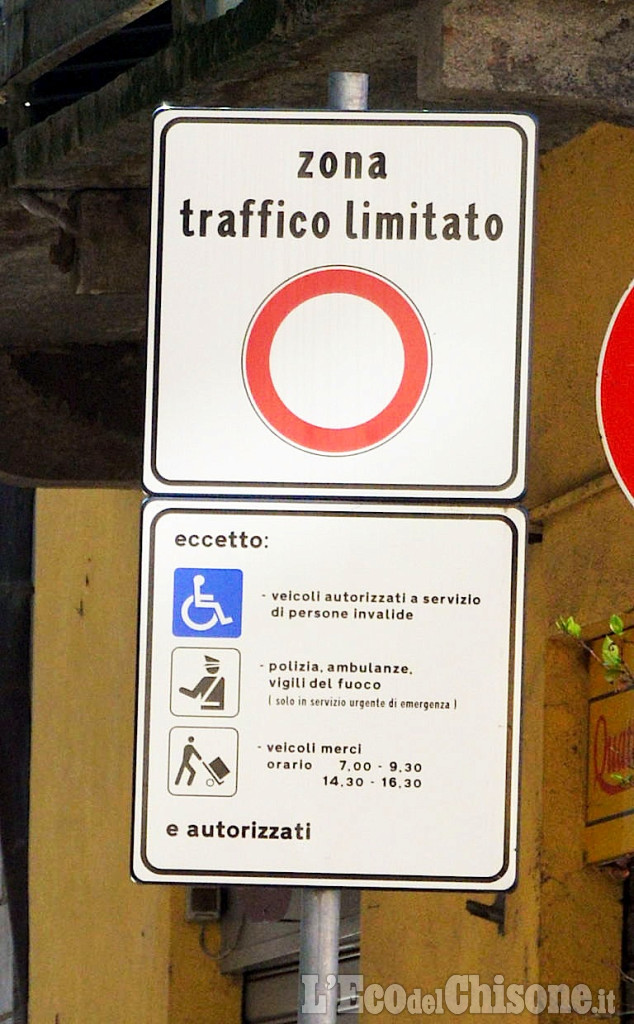 zona
traffico limitato
eccetto:
- veicoli autorizzati a servizio
di persone invalide
- polizia, ambulanze,
vigili del fuoco
( solo in servizio urgente di emergenza )
- veicoli merci
orario 7.00 - 9.30
14.30 - 16.30
e autorizzati
L'EcodelChisone.it